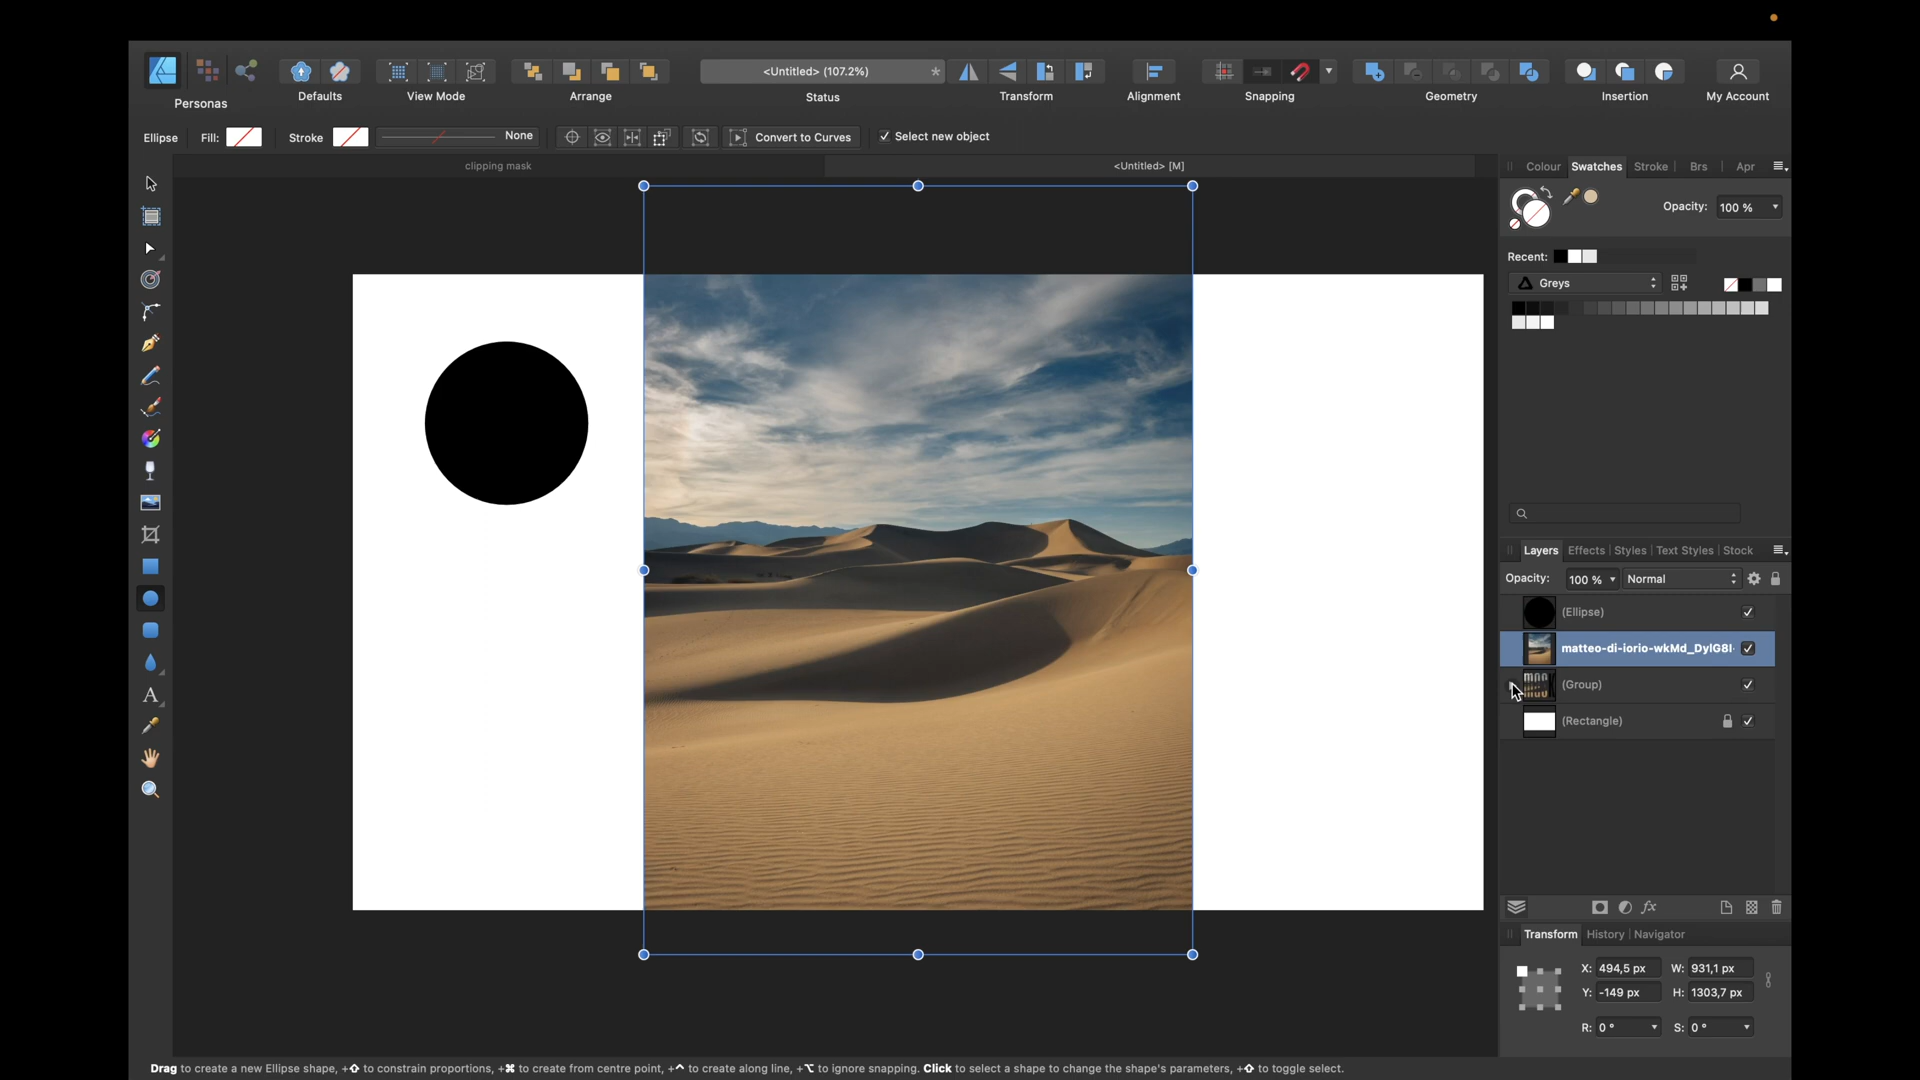 <Untitled> (107.2%)
*
Personas
Defaults
View Mode
Arrange
Status
Transform
Alignment
Snapping
Geometry
Insertion
My Account
Ellipse
Fill:
Stroke
None
Convert to Curves
Select new object
clipping mask
<Untitled> [M]
Colour
Swatches
Stroke
Brs
Apr
Opacity:
100 %
Recent:
Greys
Layers
Effects
Styles
Text Styles
Stock
Opacity:
100 %
Normal
(Ellipse)
matteo-di-iorio-wkMd_DylG8I
(Group)
(Rectangle)
fx
Transform
History
Navigator
X: 494,5 px
W: 931,1 px
Y: -149 px
H: 1303,7 px
R: 0 °
S: 0 °
A
Drag to create a new Ellipse shape, +⇧ to constrain proportions, +⌘ to create from centre point, +^ to create along line, +⌥ to ignore snapping. Click to select a shape to change the shape's parameters, +⇧ to toggle select.